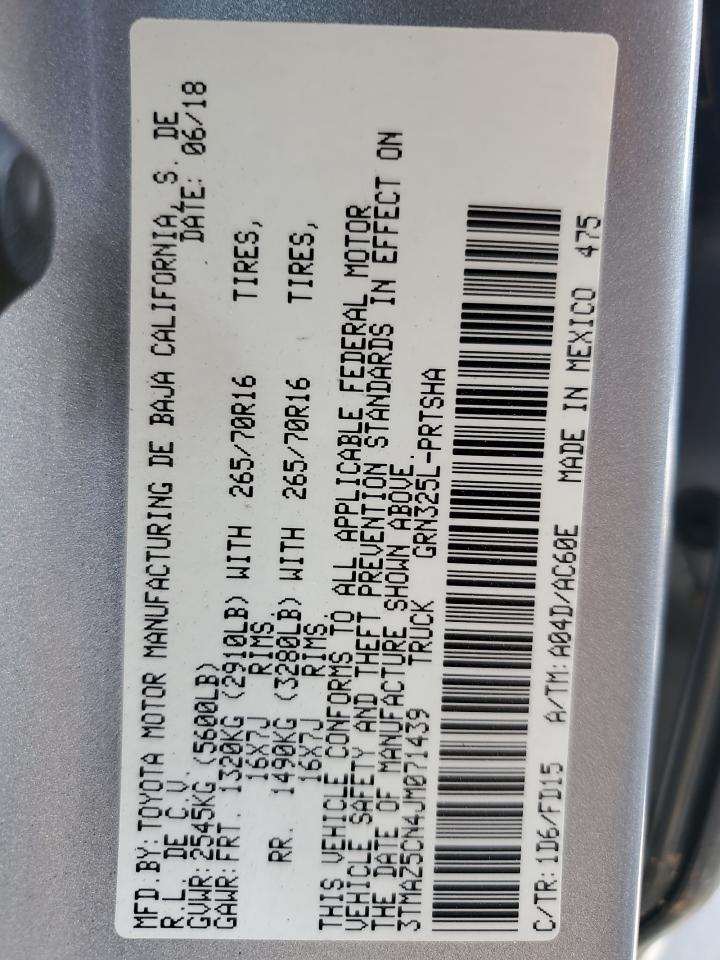 MFD.BY: TOYOTA MOTOR MANUFACTURING DE BAJA CALIFORNIA, S. DE
R.L. DE C.V. DATE: 06/18
GVWR: 2545KG (5600LB)
GAWR: FRT. 1320KG (2910LB) WITH 265/70R16 TIRES,
16X7J RIMS.
RR. 1490KG (3280LB) WITH 265/70R16 TIRES,
16X7J RIMS.
THIS VEHICLE CONFORMS TO ALL APPLICABLE FEDERAL MOTOR
VEHICLE SAFETY AND THEFT PREVENTION STANDARDS IN EFFECT ON
THE DATE OF MANUFACTURE SHOWN ABOVE.
3TMAZ5CN4JM071439 TRUCK GRN325L-PRTSHA
C/TR: 1D6/FD15 A/TM: A04D/AC60E MADE IN MEXICO 475